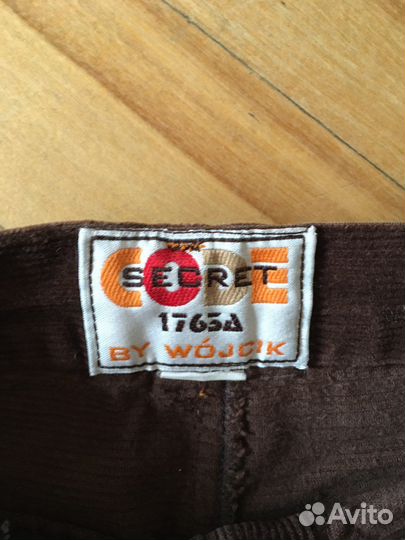 CODE
SECRET
1765A
BY WÓJCIK
Avito